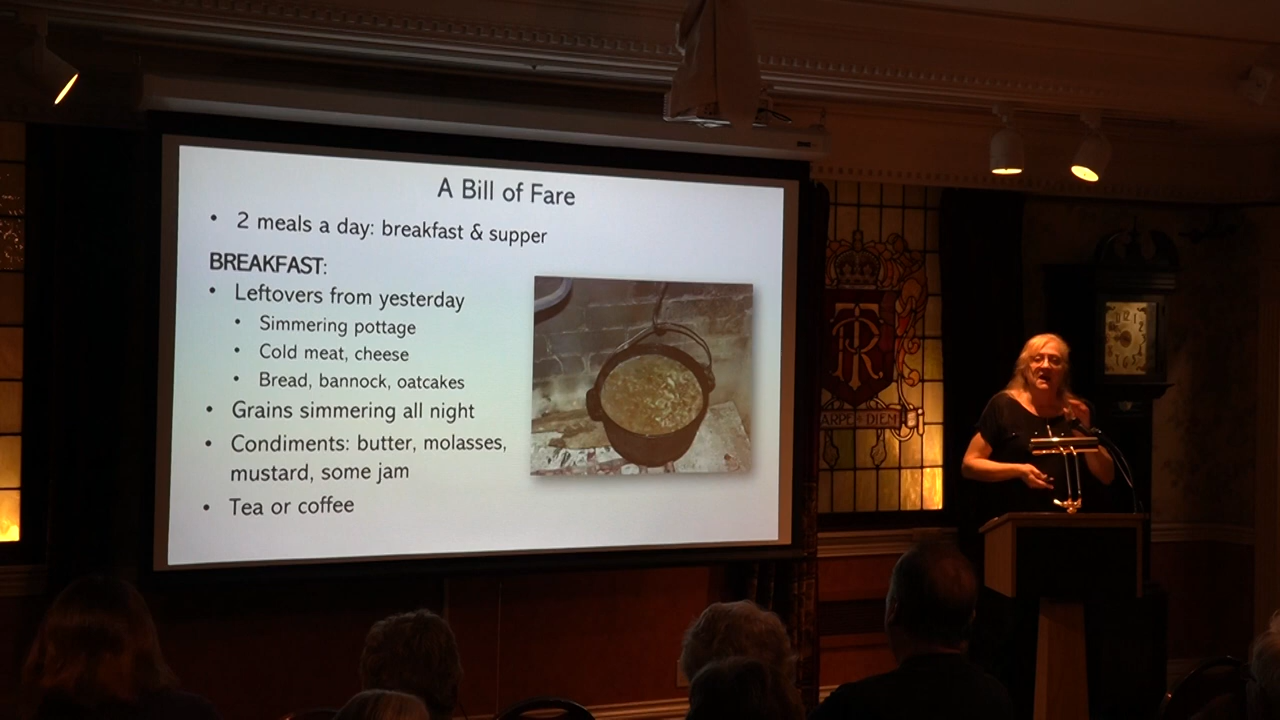 A Bill of Fare
• 2 meals a day: breakfast & supper
BREAKFAST:
• Leftovers from yesterday
• Simmering pottage
• Cold meat, cheese
• Bread, bannock, oatcakes
• Grains simmering all night
• Condiments: butter, molasses,
mustard, some jam
• Tea or coffee
ARPE DIEM